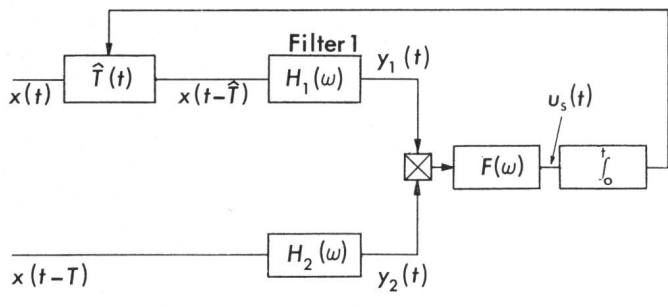 Filter 1
x(t)
T̂(t)
x(t–T̂)
H₁(ω)
y₁(t)
uₛ(t)
F(ω)
∫₀ᵗ
x(t–T)
H₂(ω)
y₂(t)